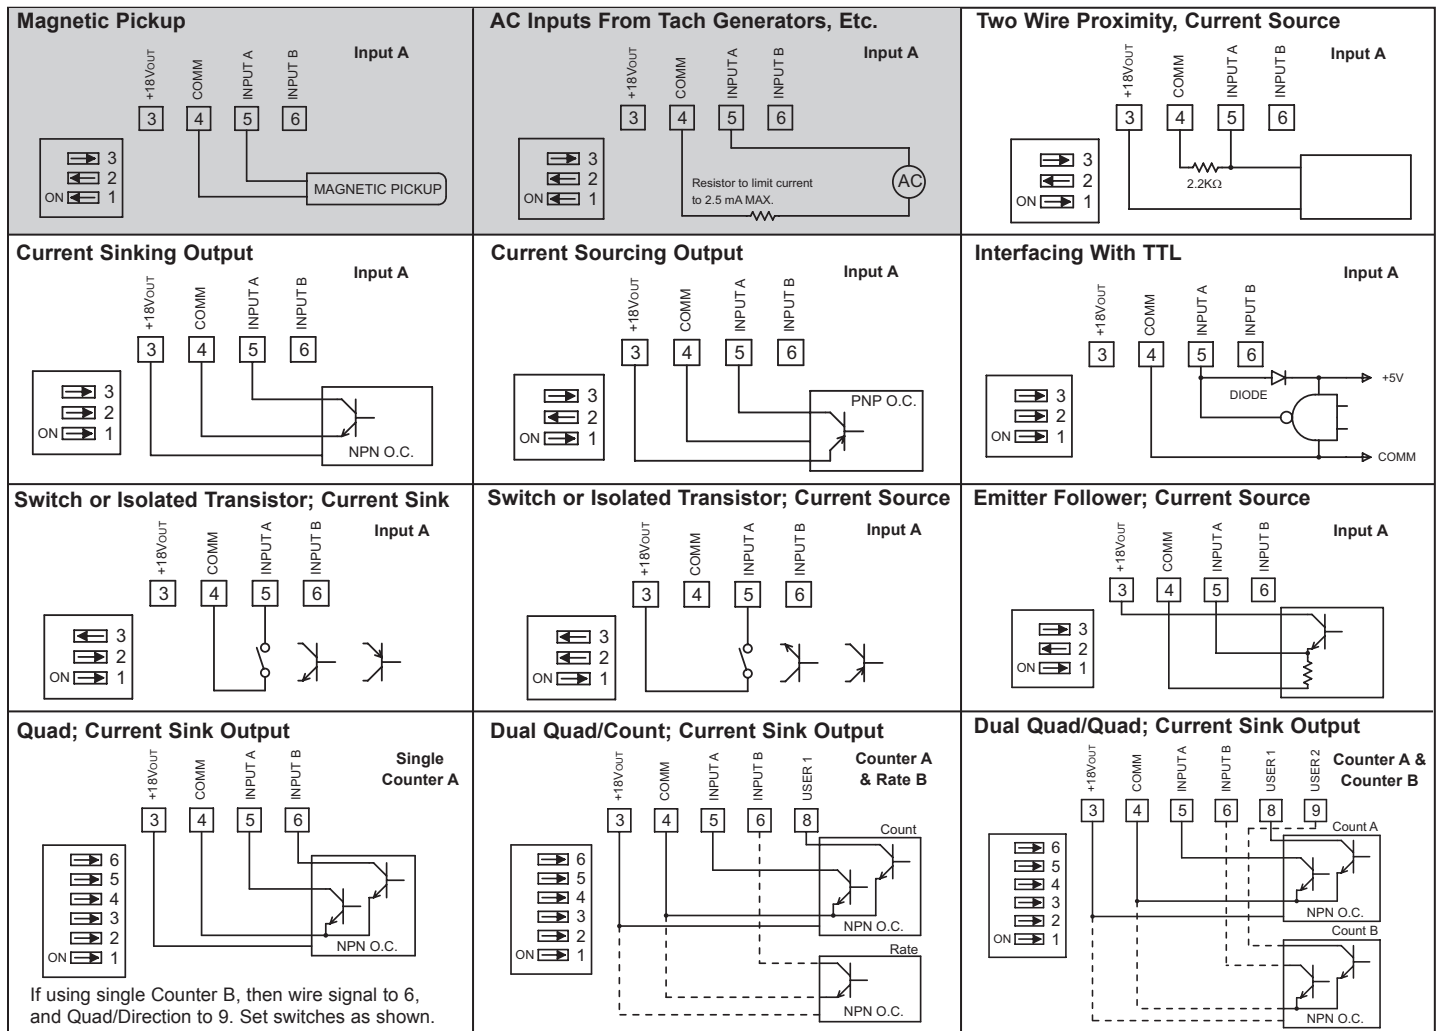 Magnetic Pickup
Input A
+18VOUT
COMM
INPUT A
INPUT B
3 4 5 6
3
2
ON 1
MAGNETIC PICKUP
AC Inputs From Tach Generators, Etc.
Input A
+18VOUT
COMM
INPUT A
INPUT B
3 4 5 6
3
2
ON 1
Resistor to limit current
to 2.5 mA MAX.
AC
Two Wire Proximity, Current Source
Input A
+18VOUT
COMM
INPUT A
INPUT B
3 4 5 6
3
2
ON 1
2.2KΩ
Current Sinking Output
Input A
+18VOUT
COMM
INPUT A
INPUT B
3 4 5 6
3
2
ON 1
NPN O.C.
Current Sourcing Output
Input A
+18VOUT
COMM
INPUT A
INPUT B
3 4 5 6
3
2
ON 1
PNP O.C.
Interfacing With TTL
Input A
+18VOUT
COMM
INPUT A
INPUT B
3 4 5 6
3
2
ON 1
DIODE
+5V
COMM
Switch or Isolated Transistor; Current Sink
Input A
+18VOUT
COMM
INPUT A
INPUT B
3 4 5 6
3
2
ON 1
Switch or Isolated Transistor; Current Source
Input A
+18VOUT
COMM
INPUT A
INPUT B
3 4 5 6
3
2
ON 1
Emitter Follower; Current Source
Input A
+18VOUT
COMM
INPUT A
INPUT B
3 4 5 6
3
2
ON 1
Quad; Current Sink Output
Single
Counter A
+18VOUT
COMM
INPUT A
INPUT B
3 4 5 6
6
5
4
3
2
ON 1
NPN O.C.
If using single Counter B, then wire signal to 6,
and Quad/Direction to 9. Set switches as shown.
Dual Quad/Count; Current Sink Output
Counter A
& Rate B
+18VOUT
COMM
INPUT A
INPUT B
USER 1
3 4 5 6 8
6
5
4
3
2
ON 1
Count
NPN O.C.
Rate
NPN O.C.
Dual Quad/Quad; Current Sink Output
Counter A &
Counter B
+18VOUT
COMM
INPUT A
INPUT B
USER 1
USER 2
3 4 5 6 8 9
6
5
4
3
2
ON 1
Count A
NPN O.C.
Count B
NPN O.C.